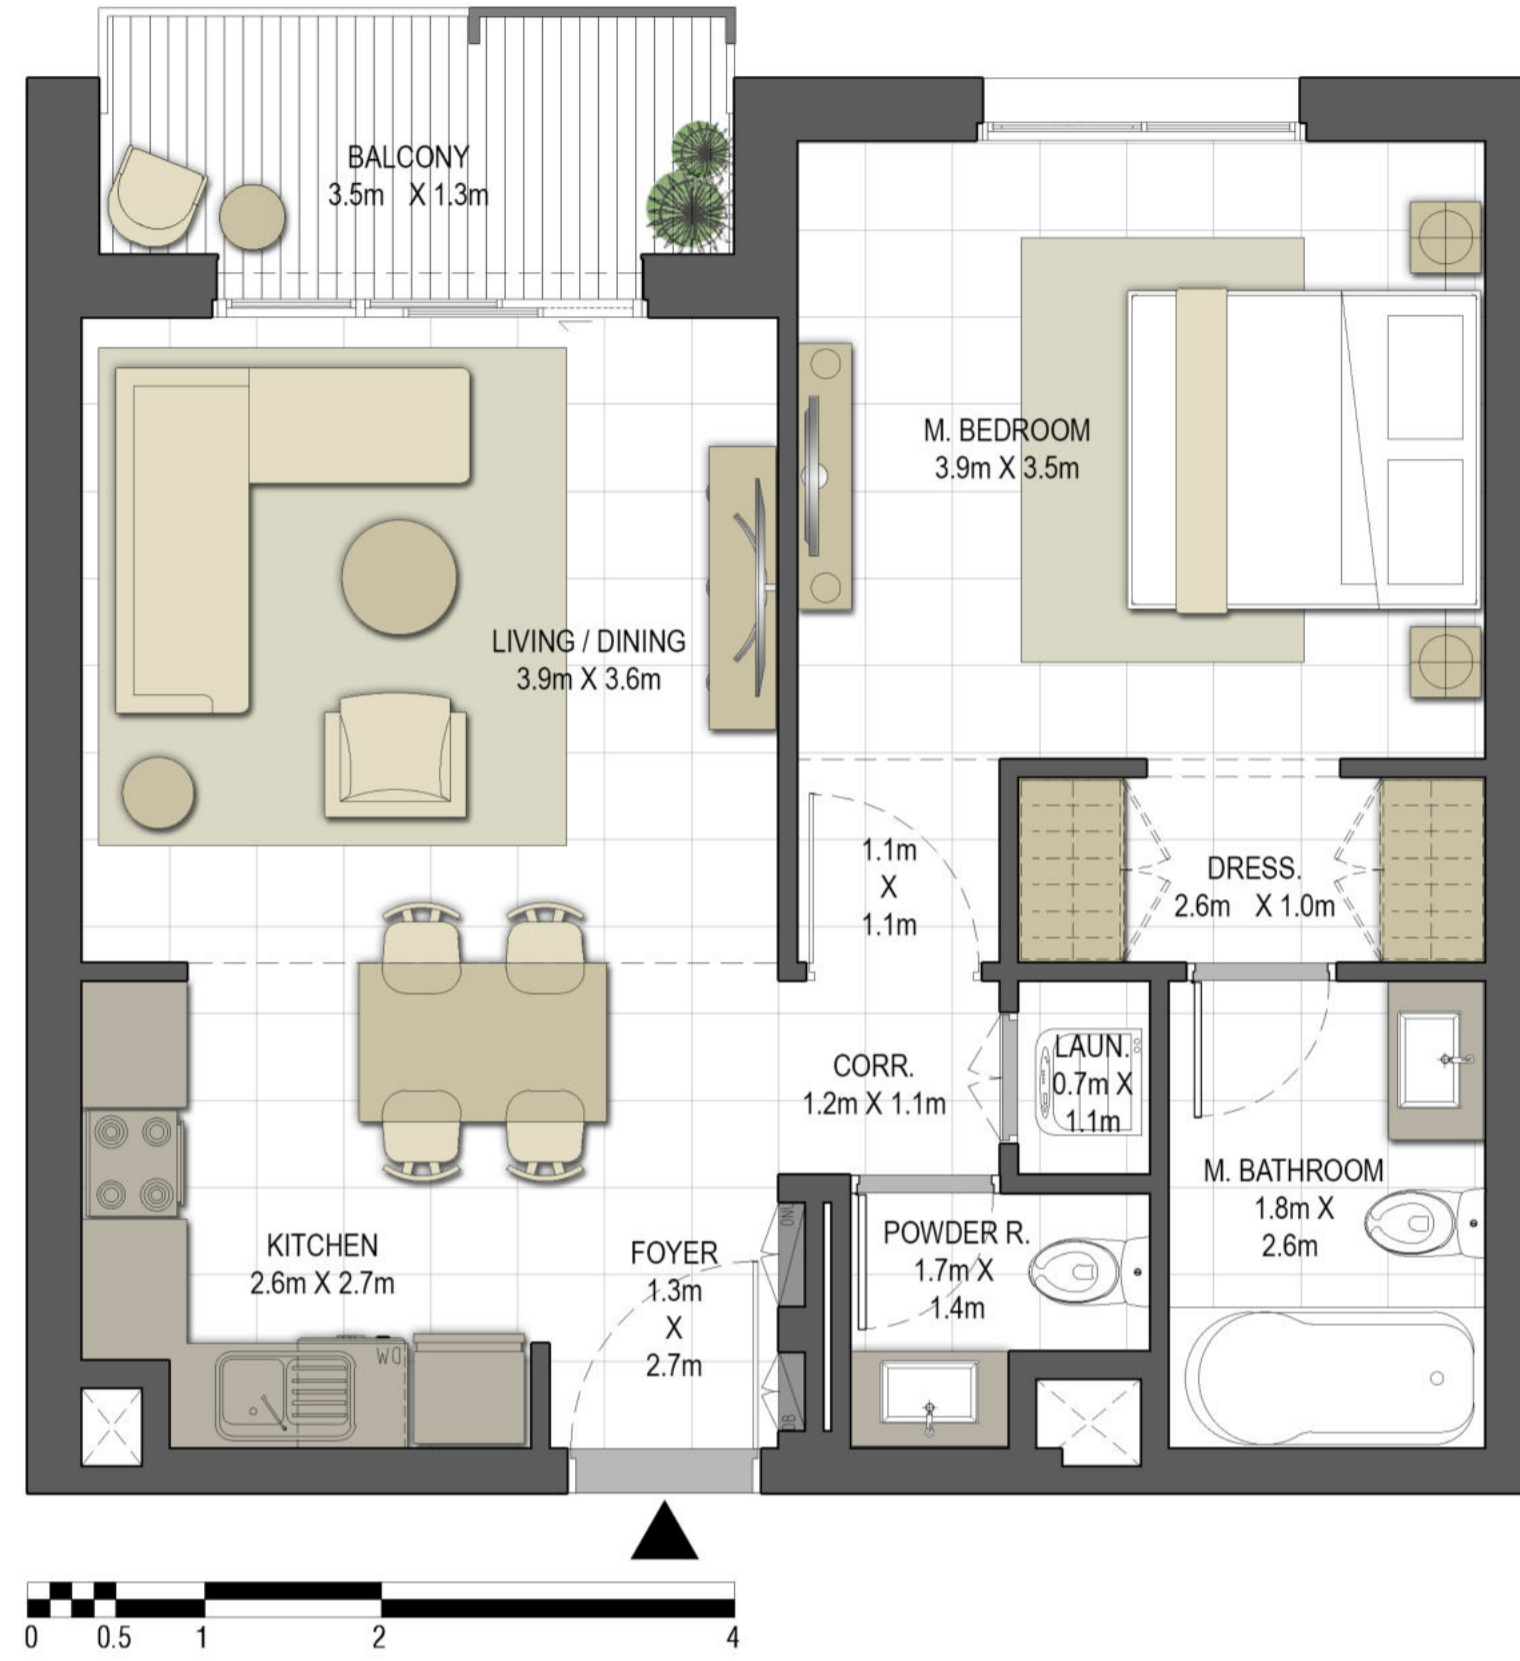 BALCONY
3.5m X 1.3m
M. BEDROOM
3.9m X 3.5m
LIVING / DINING
3.9m X 3.6m
1.1m
X
1.1m
DRESS.
2.6m X 1.0m
CORR.
1.2m X 1.1m
LAUN.
0.7m X
1.1m
M. BATHROOM
1.8m X
2.6m
KITCHEN
2.6m X 2.7m
FOYER
1.3m
X
2.7m
POWDER R.
1.7m X
1.4m
DW
DB
0 0.5 1 2 4